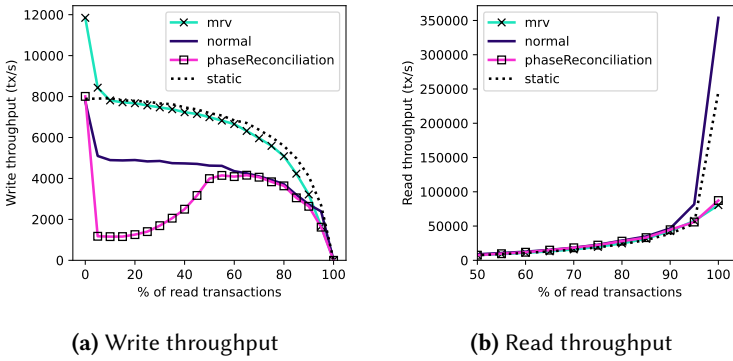 12000
10000
8000
6000
4000
2000
0
Write throughput (tx/s)
mrv
normal
phaseReconciliation
static
0 20 40 60 80 100
% of read transactions
(a) Write throughput
350000
300000
250000
200000
150000
100000
50000
0
Read throughput (tx/s)
mrv
normal
phaseReconciliation
static
50 60 70 80 90 100
% of read transactions
(b) Read throughput